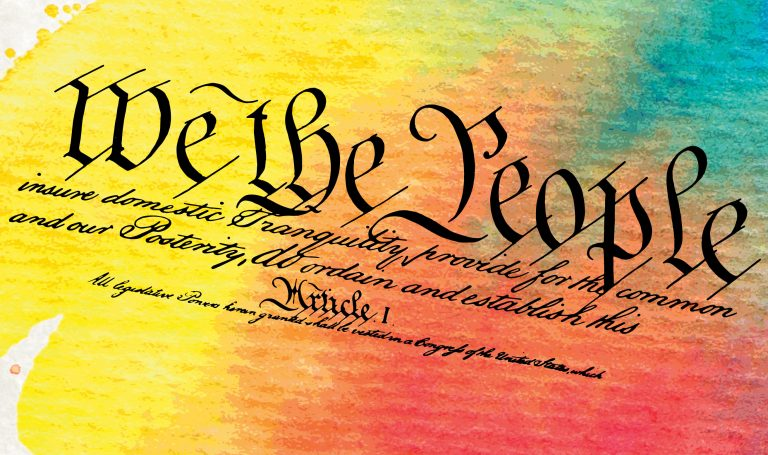 We the People
insure domestic Tranquility, provide for the common
and our Posterity, do ordain and establish this
Article. I.
All legislative Powers herein granted shall be vested in a Congress of the United States, which